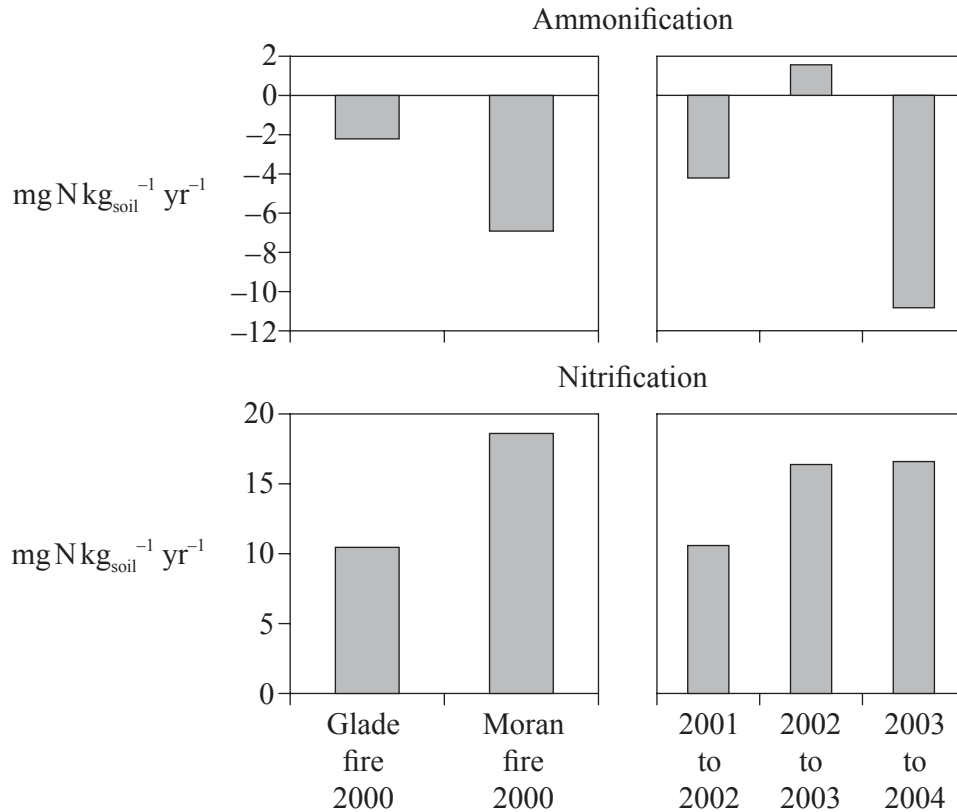 Ammonification
2
0
–2
–4
–6
–8
–10
–12
mg N kg_soil⁻¹ yr⁻¹
Nitrification
20
15
10
5
0
mg N kg_soil⁻¹ yr⁻¹
Glade
fire
2000
Moran
fire
2000
2001
to
2002
2002
to
2003
2003
to
2004